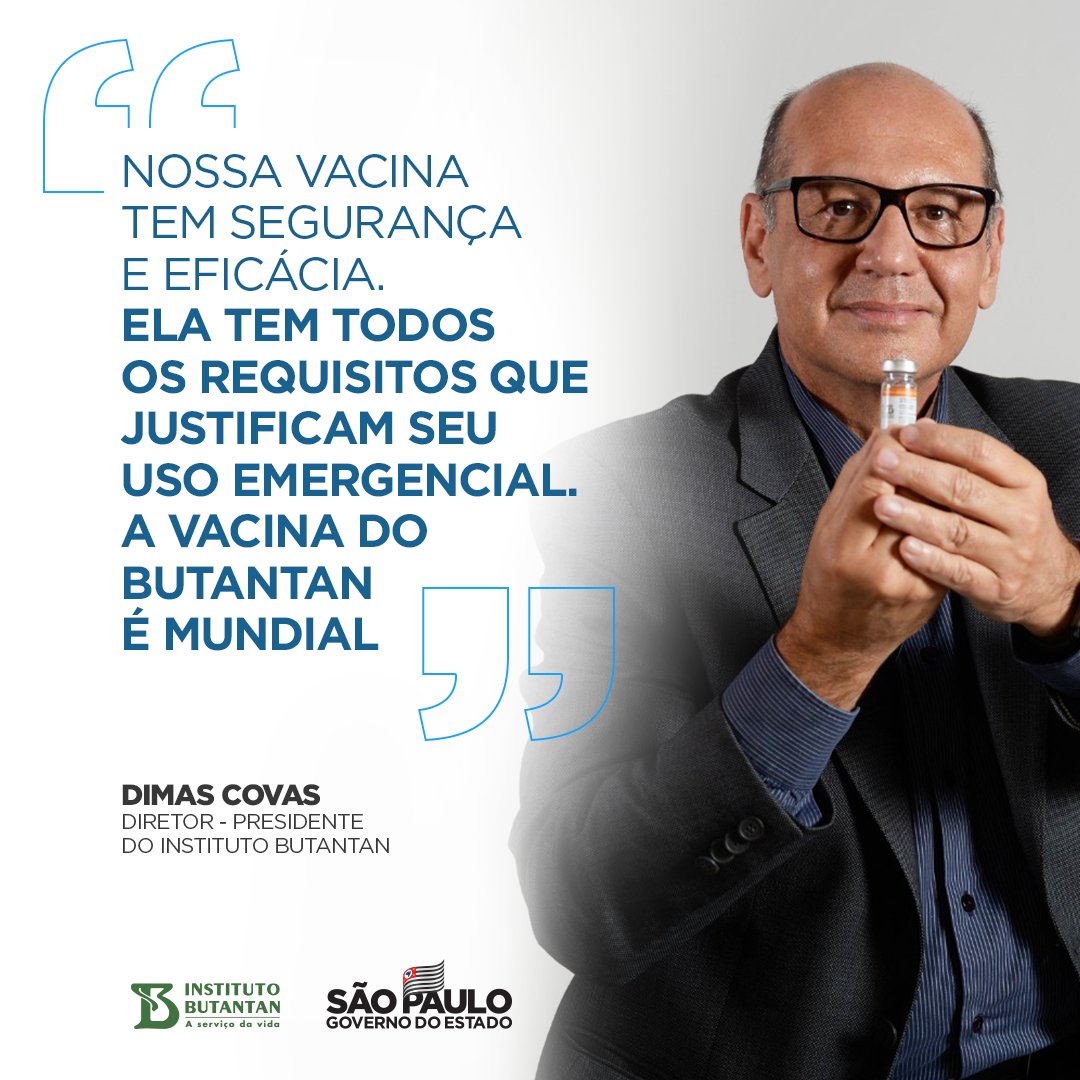 NOSSA VACINA
TEM SEGURANÇA
E EFICÁCIA.
ELA TEM TODOS
OS REQUISITOS QUE
JUSTIFICAM SEU
USO EMERGENCIAL.
A VACINA DO
BUTANTAN
É MUNDIAL
DIMAS COVAS
DIRETOR - PRESIDENTE
DO INSTITUTO BUTANTAN
INSTITUTO
BUTANTAN
A serviço da vida
SÃO PAULO
GOVERNO DO ESTADO